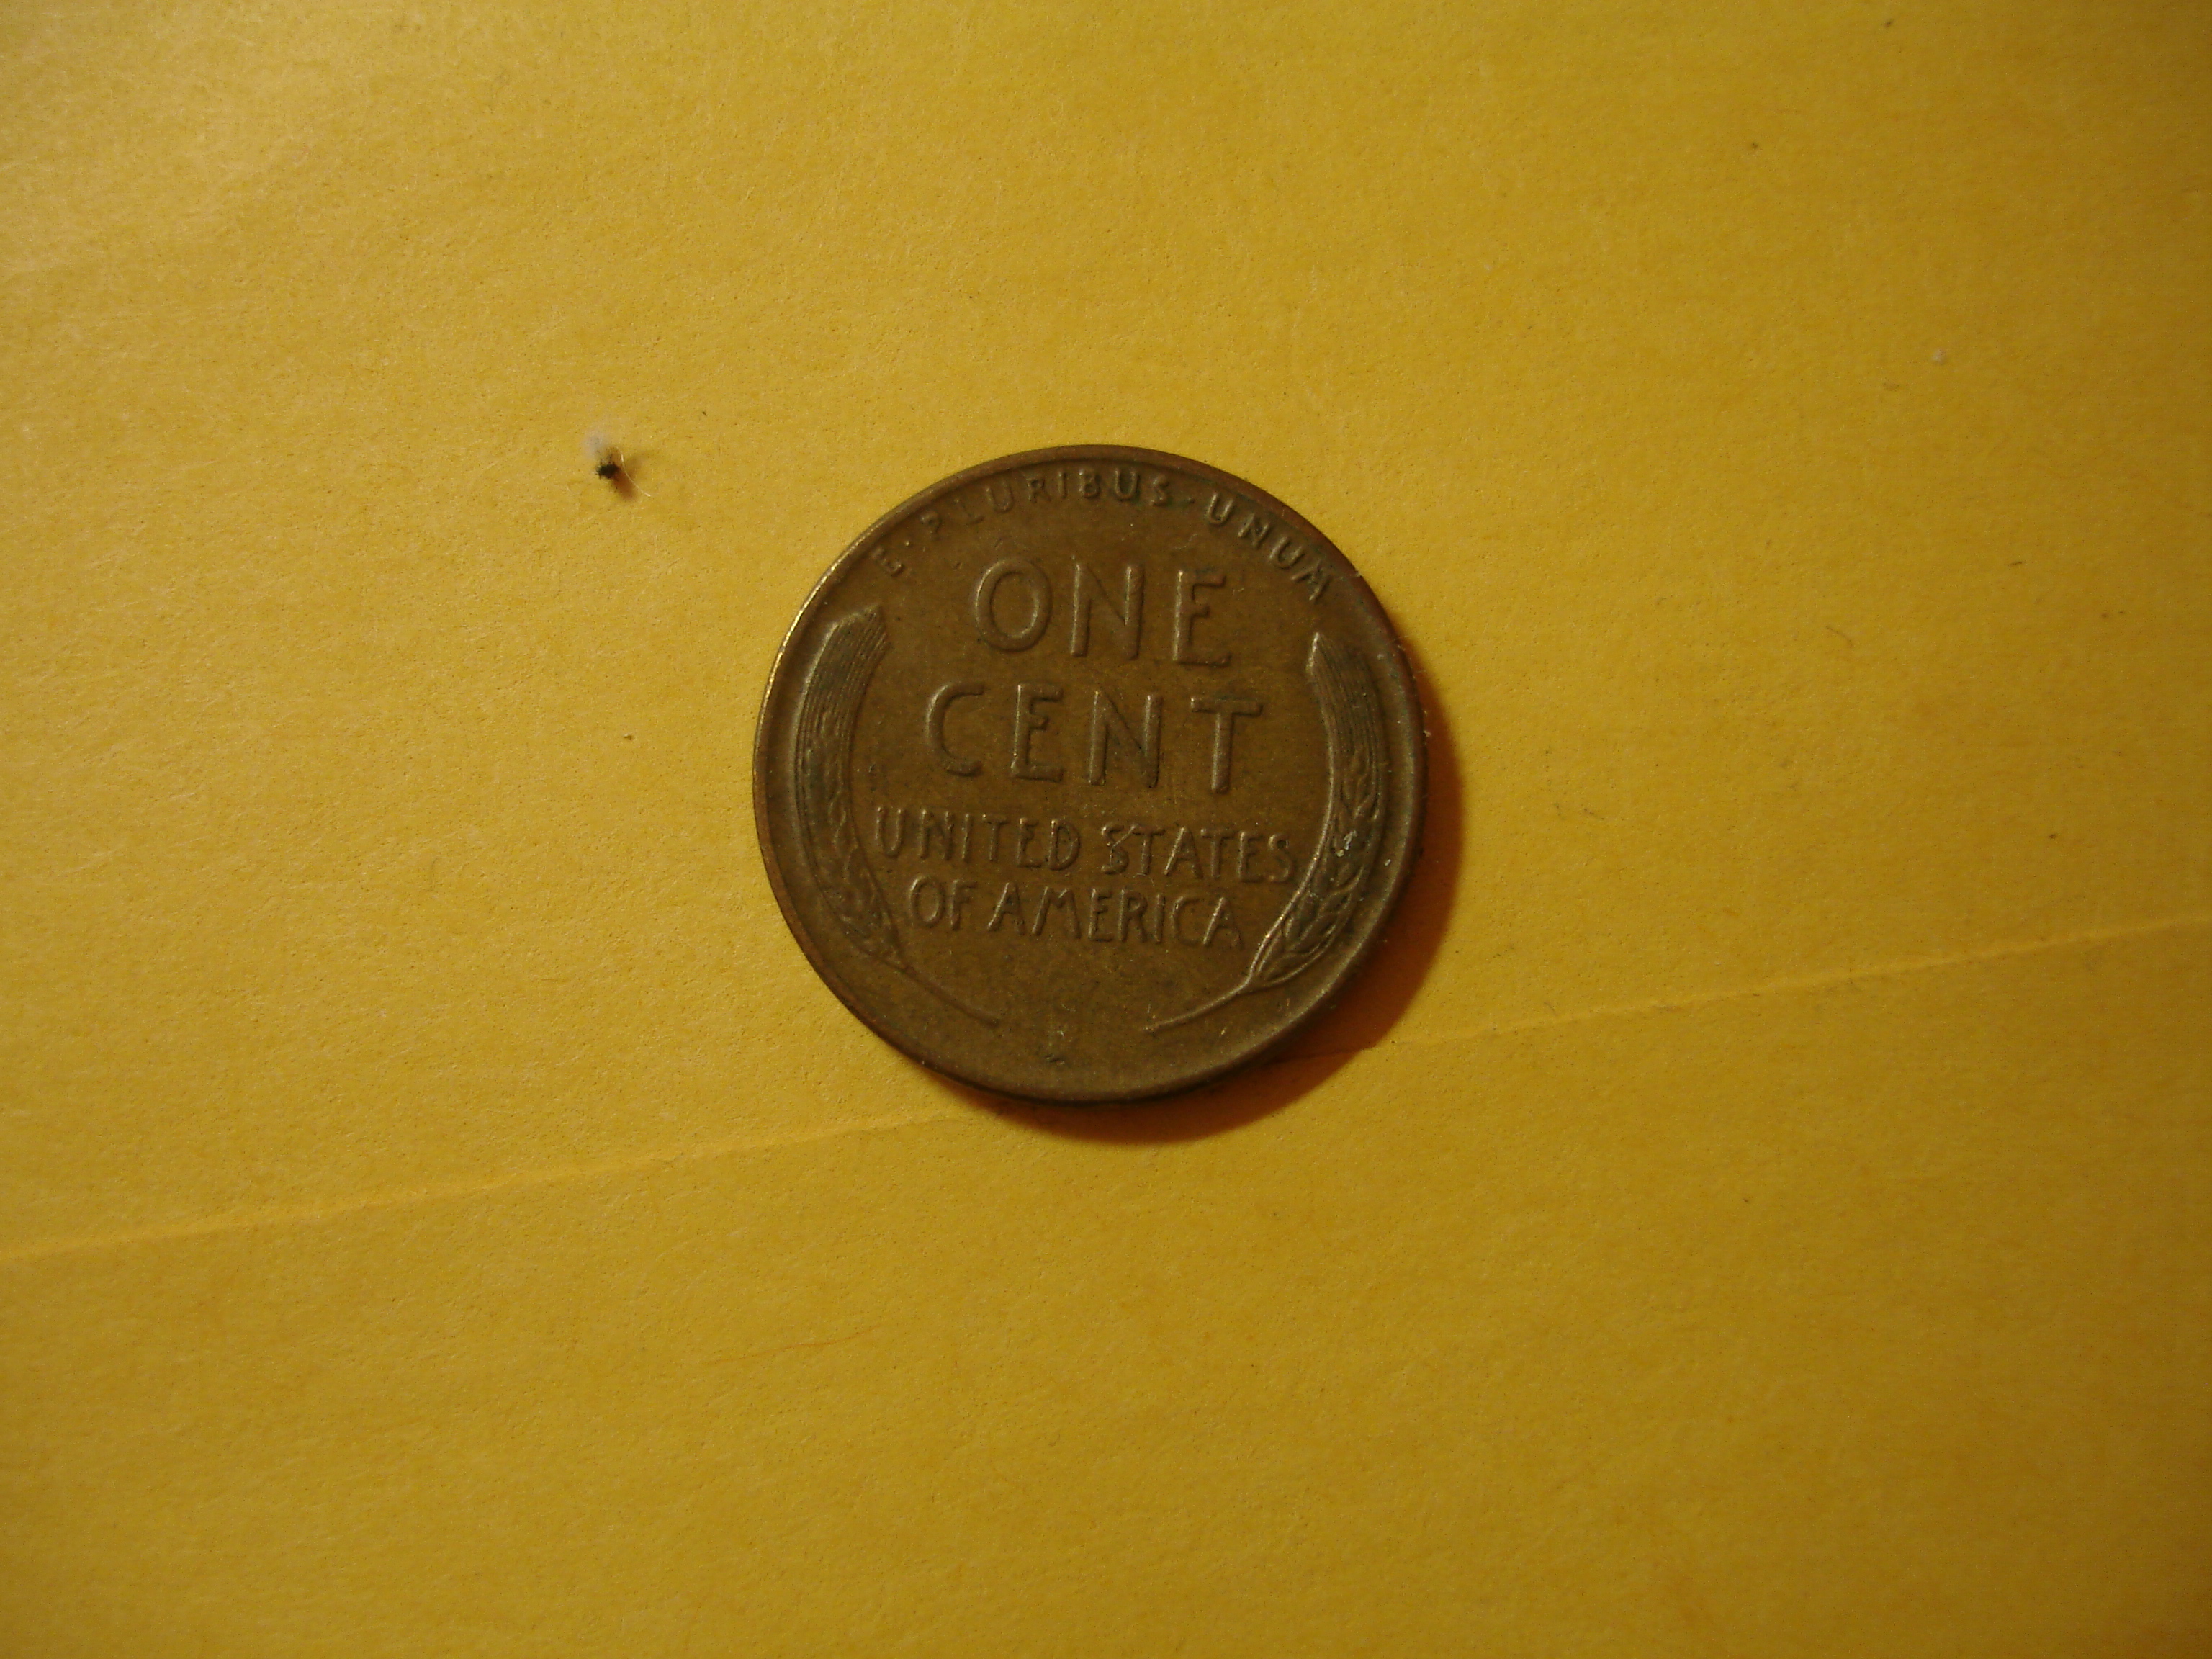 E·PLURIBUS·UNUM
ONE
CENT
UNITED STATES
OF AMERICA